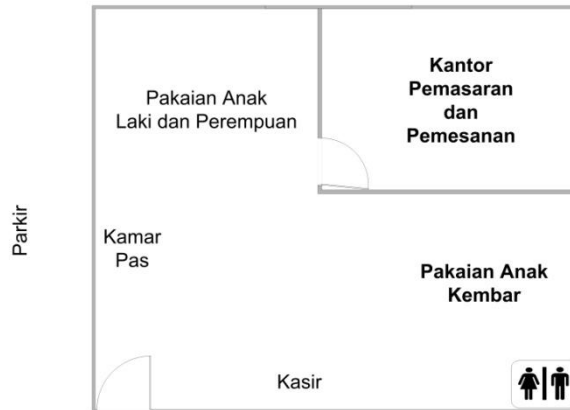 Kantor
Pemasaran
dan
Pemesanan
Pakaian Anak
Laki dan Perempuan
Parkir
Kamar
Pas
Pakaian Anak
Kembar
Kasir